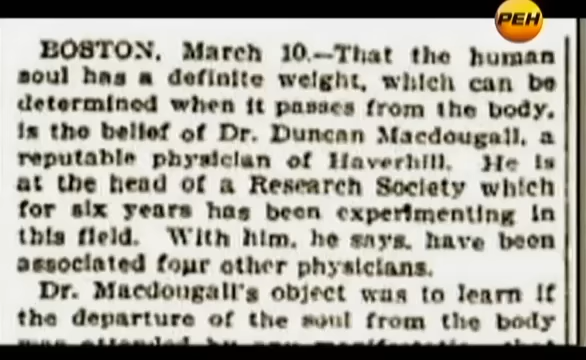 РЕН
BOSTON, March 10.—That the human
soul has a definite weight, which can be
determined when it passes from the body,
is the belief of Dr. Duncan Macdougall, a
reputable physician of Haverhill. He is
at the head of a Research Society which
for six years has been experimenting in
this field. With him, he says, have been
associated four other physicians.
Dr. Macdougall's object was to learn if
the departure of the soul from the body